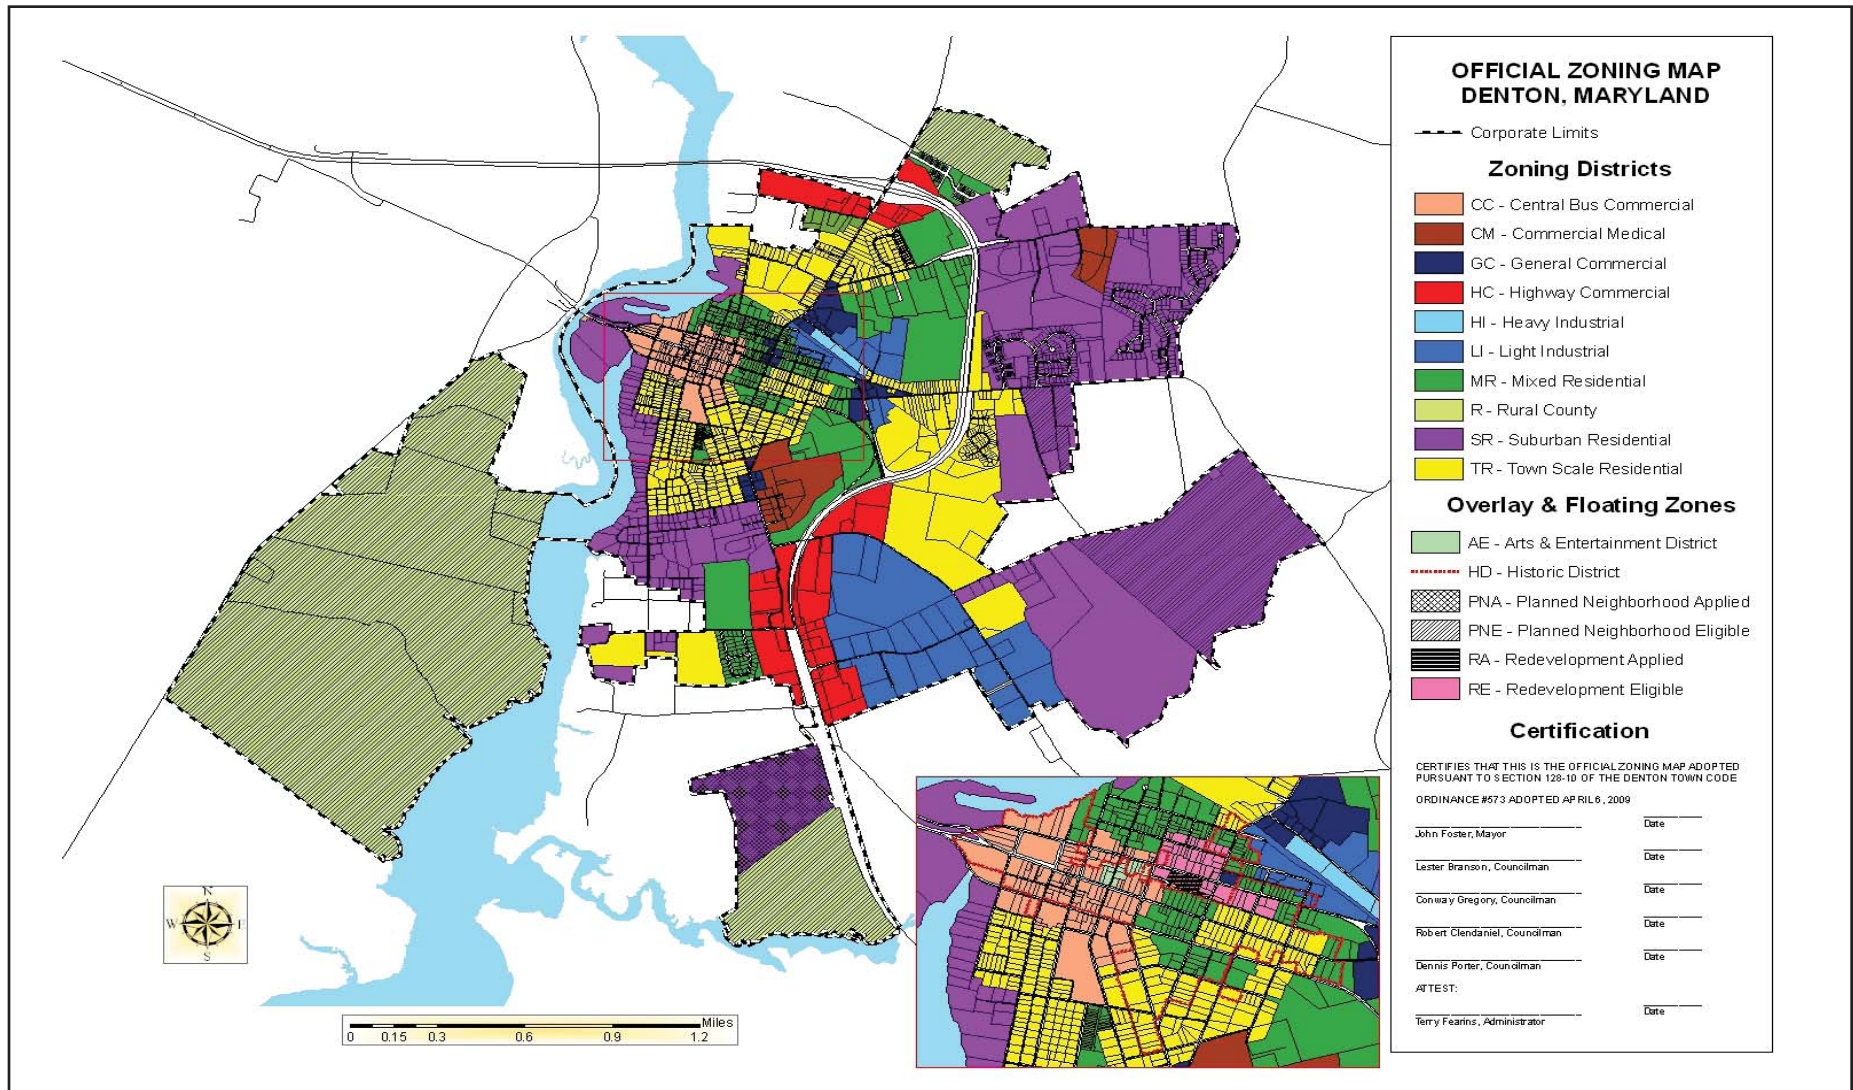 OFFICIAL ZONING MAP
DENTON, MARYLAND
Corporate Limits
Zoning Districts
CC - Central Bus Commercial
CM - Commercial Medical
GC - General Commercial
HC - Highway Commercial
HI - Heavy Industrial
LI - Light Industrial
MR - Mixed Residential
R - Rural County
SR - Suburban Residential
TR - Town Scale Residential
Overlay & Floating Zones
AE - Arts & Entertainment District
HD - Historic District
PNA - Planned Neighborhood Applied
PNE - Planned Neighborhood Eligible
RA - Redevelopment Applied
RE - Redevelopment Eligible
Certification
CERTIFIES THAT THIS IS THE OFFICIAL ZONING MAP ADOPTED
PURSUANT TO SECTION 128-10 OF THE DENTON TOWN CODE
ORDINANCE #573 ADOPTED APRIL 6, 2009
John Foster, Mayor Date
Lester Branson, Councilman Date
Conway Gregory, Councilman Date
Robert Clendaniel, Councilman Date
Dennis Porter, Councilman Date
ATTEST:
Terry Fearins, Administrator Date
N
W E
S
Miles
0 0.15 0.3 0.6 0.9 1.2